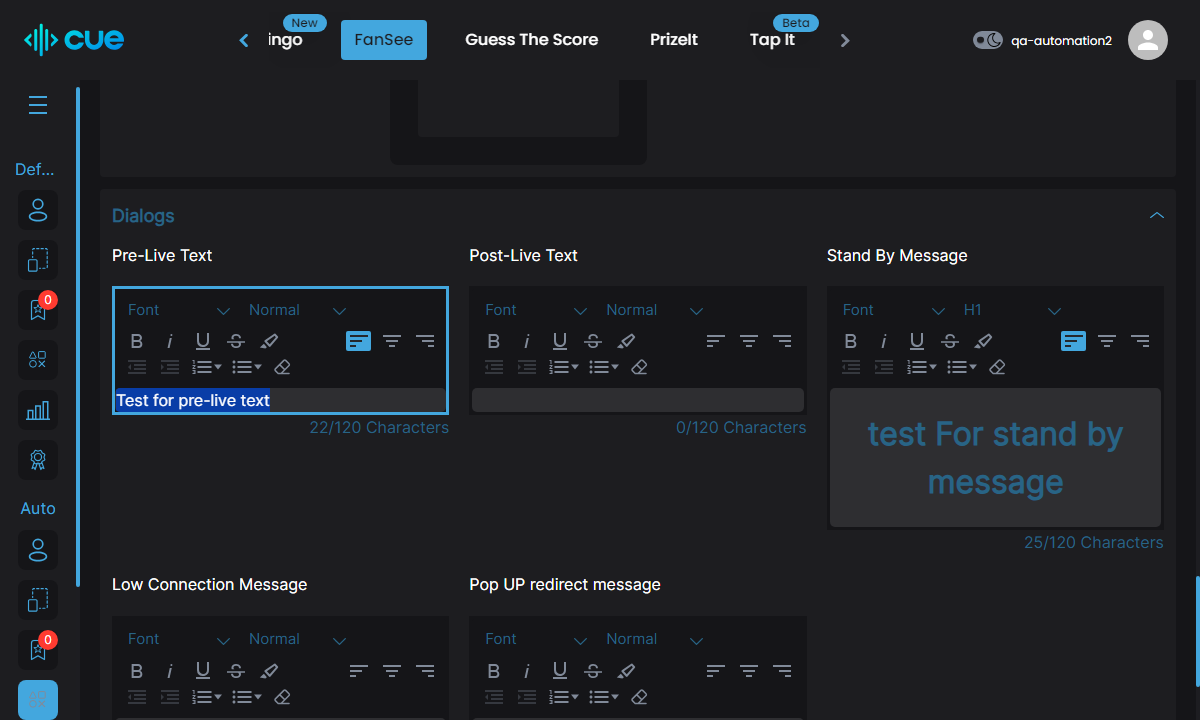 cue
New
ingo
FanSee
Guess The Score
PrizeIt
Beta
Tap It
qa-automation2
Def...
0
Auto
0
Dialogs
Pre-Live Text
Post-Live Text
Stand By Message
Font
Normal
Font
Normal
Font
H1
B i U S
B i U S
B i U S
Test for pre-live text
22/120 Characters
0/120 Characters
test For stand by
message
25/120 Characters
Low Connection Message
Pop UP redirect message
Font
Normal
Font
Normal
B i U S
B i U S